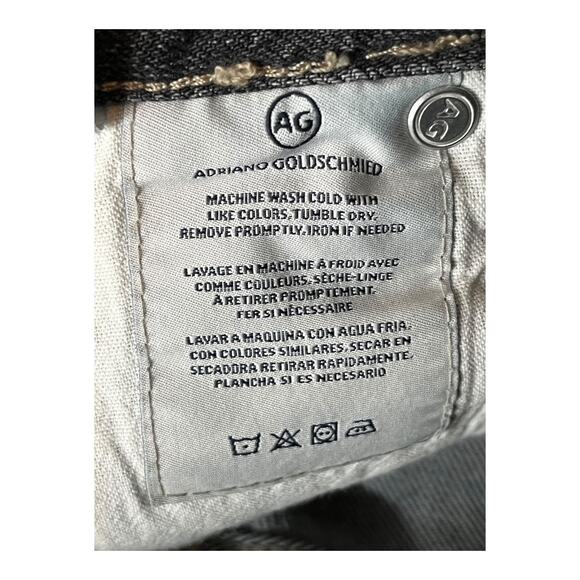 AG
AG
ADRIANO GOLDSCHMIED
MACHINE WASH COLD WITH
LIKE COLORS, TUMBLE DRY.
REMOVE PROMPTLY, IRON IF NEEDED
LAVAGE EN MACHINE À FROID AVEC
COMME COULEURS, SÈCHE-LINGE
À RETIRER PROMPTEMENT.
FER SI NÈCESSAIRE
LAVAR A MAQUINA CON AGUA FRIA,
CON COLORES SIMILARES, SECAR EN
SECADORA RETIRAR RAPIDAMENTE,
PLANCHA SI ES NECESARIO